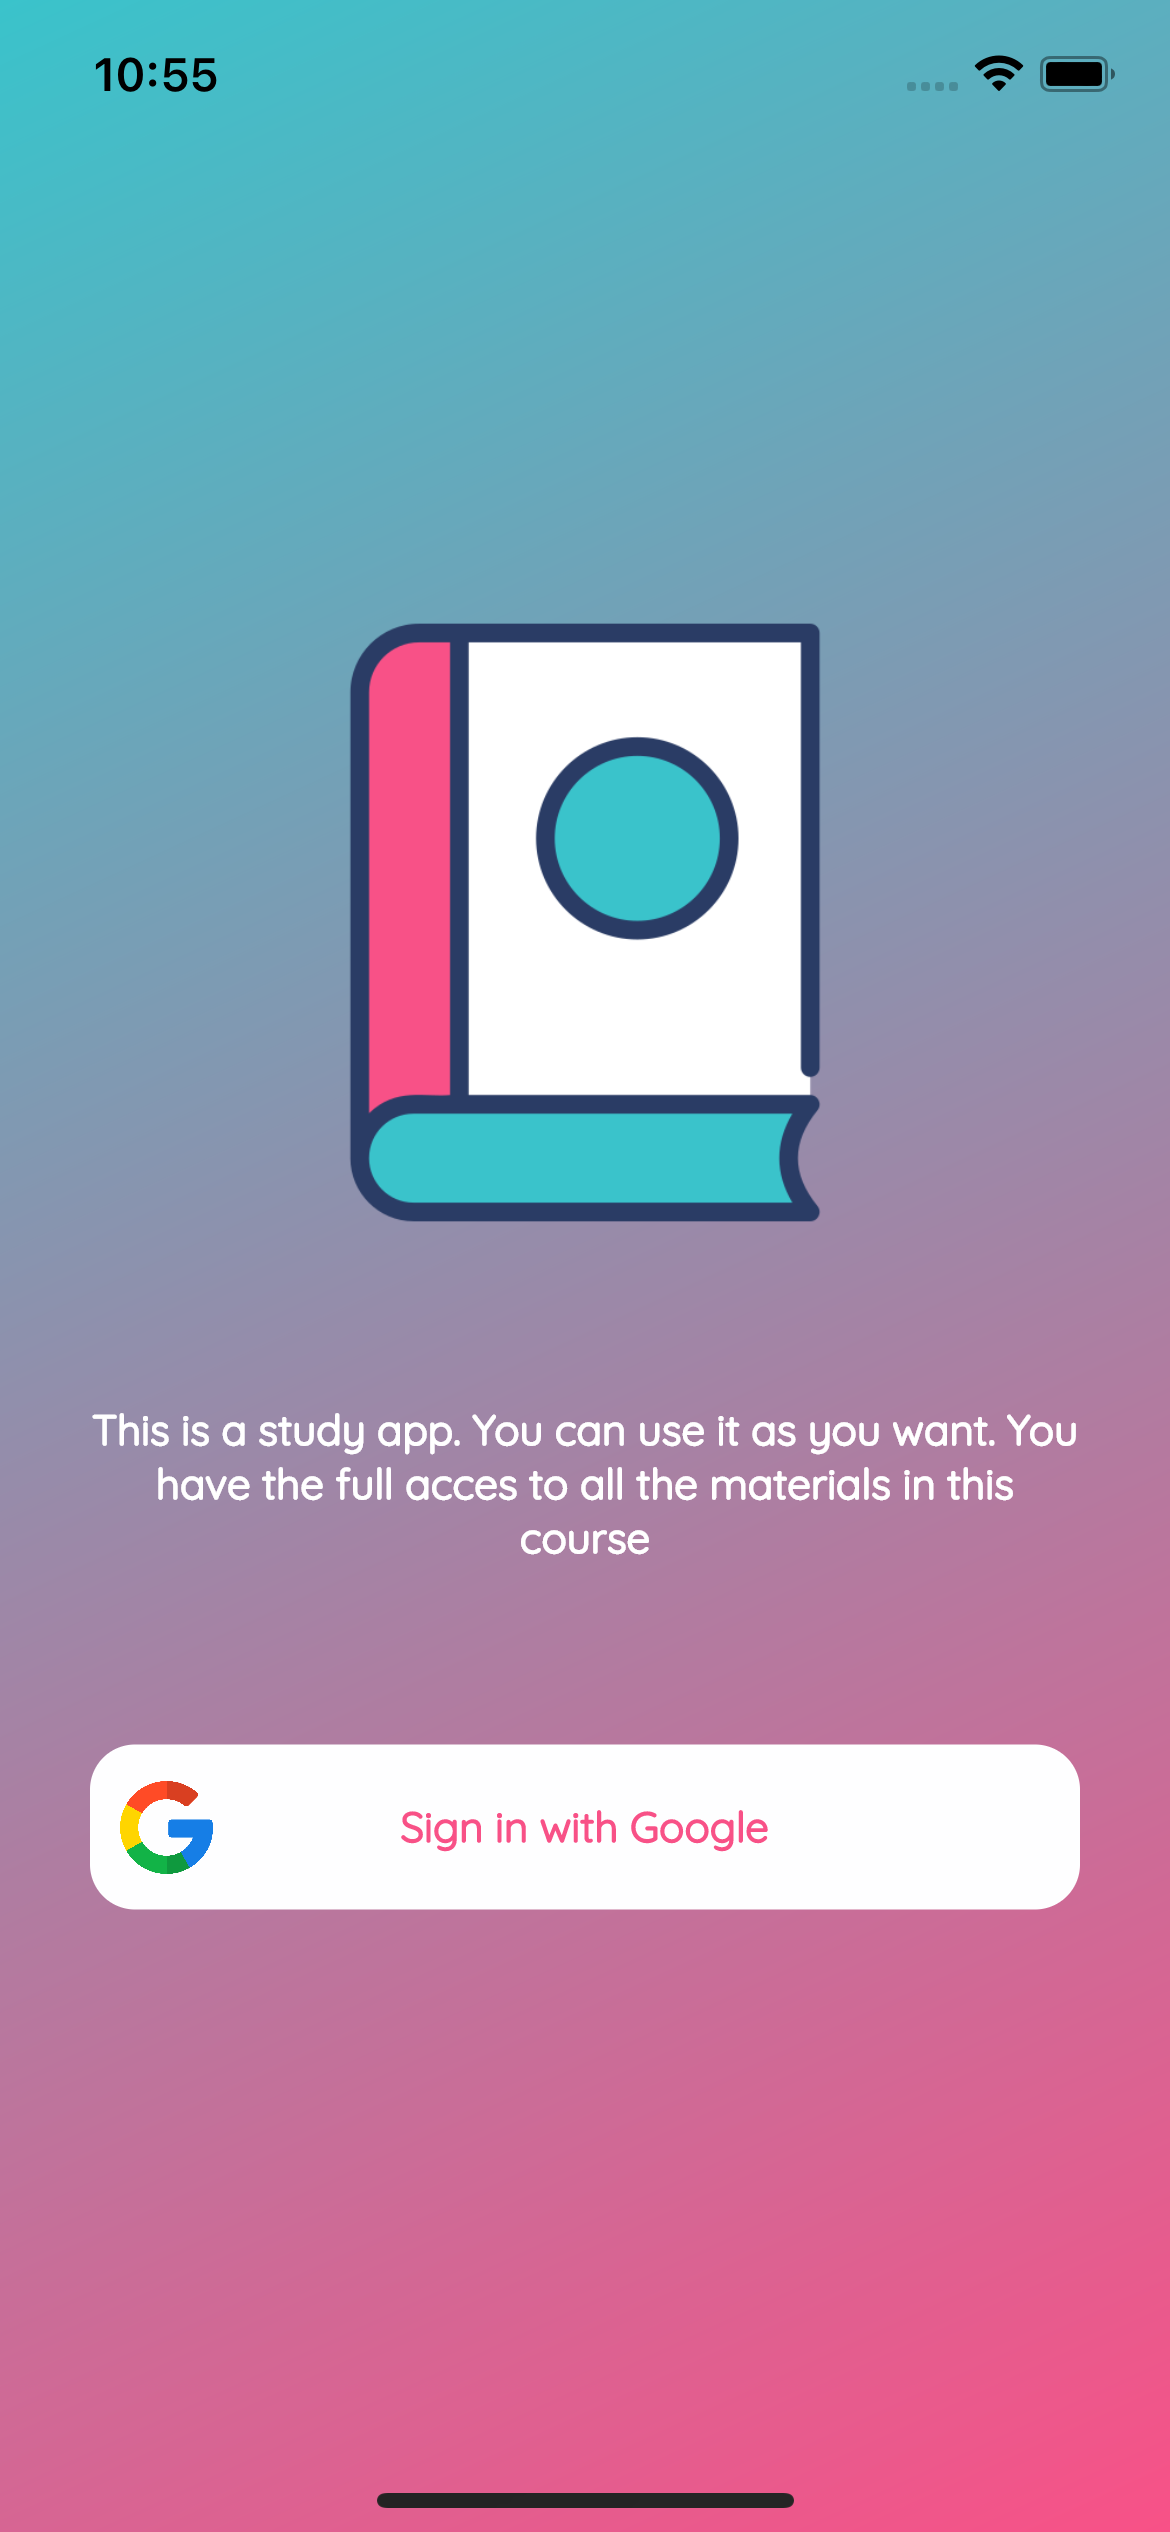 10:55
This is a study app. You can use it as you want. You
have the full acces to all the materials in this
course
Sign in with Google